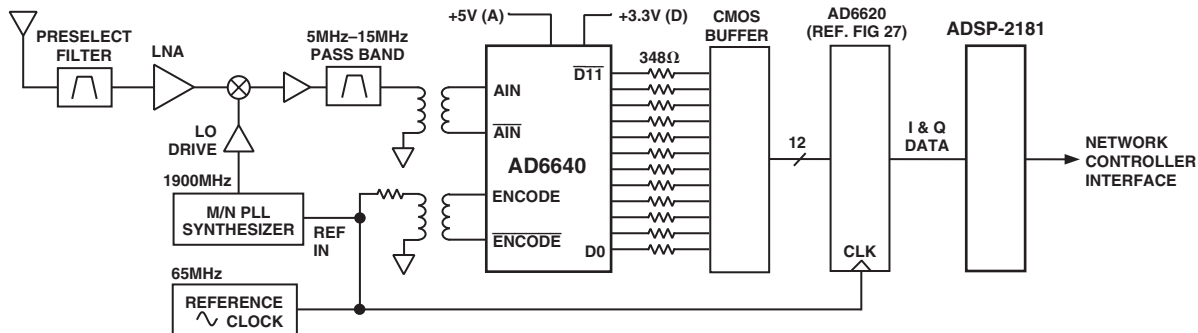 +5V (A)
+3.3V (D)
CMOS
BUFFER
AD6620
(REF. FIG 27)
ADSP-2181
PRESELECT
FILTER
LNA
5MHz–15MHz
PASS BAND
348Ω
D11
AIN
AIN
LO
DRIVE
AD6640
12
I & Q
DATA
NETWORK
CONTROLLER
INTERFACE
1900MHz
M/N PLL
SYNTHESIZER
REF
IN
ENCODE
ENCODE
D0
CLK
65MHz
REFERENCE
CLOCK